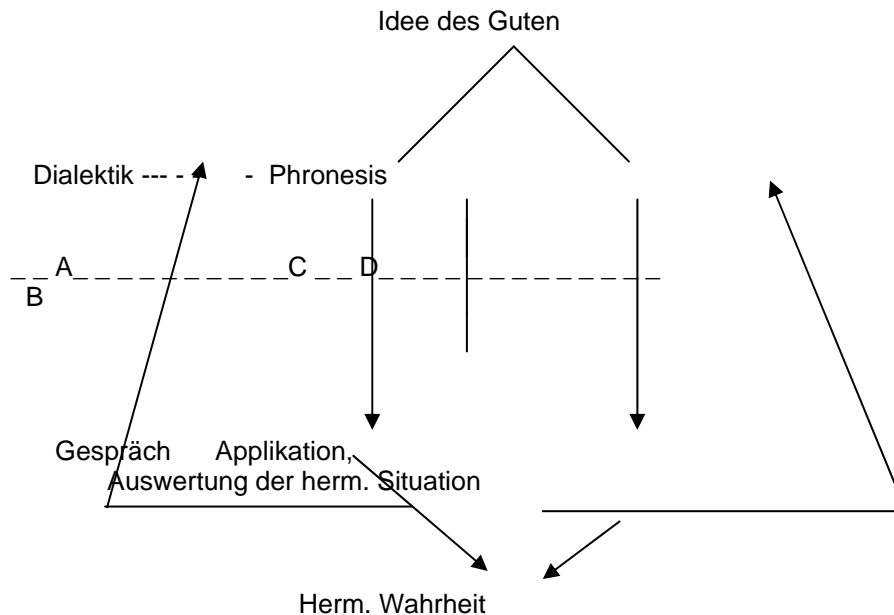 Idee des Guten
Dialektik --- - - - Phronesis
_ _ A _ _ _ _ _ _ _ _ _ _ _ C _ _ _ D _ _ _ _ _ _ _ _ _ _ _ _ _ _ _
B
Gespräch Applikation,
Auswertung der herm. Situation
Herm. Wahrheit